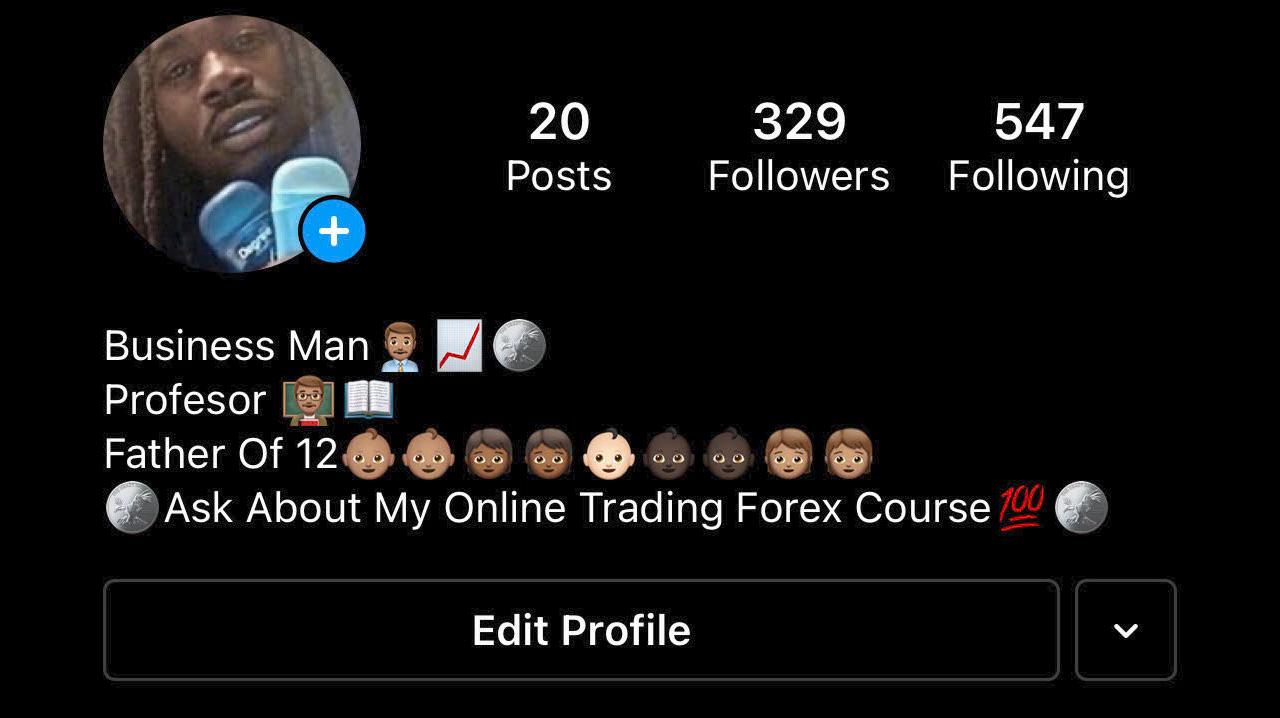 20 329 547
Posts Followers Following
Degree
Business Man👨🏽‍💼📈🪙
Profesor 👨🏽‍🏫📖
Father Of 12👶🏽👶🏽🧒🏾🧒🏾👶🏻👶🏿👶🏿🧒🏽🧒🏽
🪙Ask About My Online Trading Forex Course💯🪙
Edit Profile